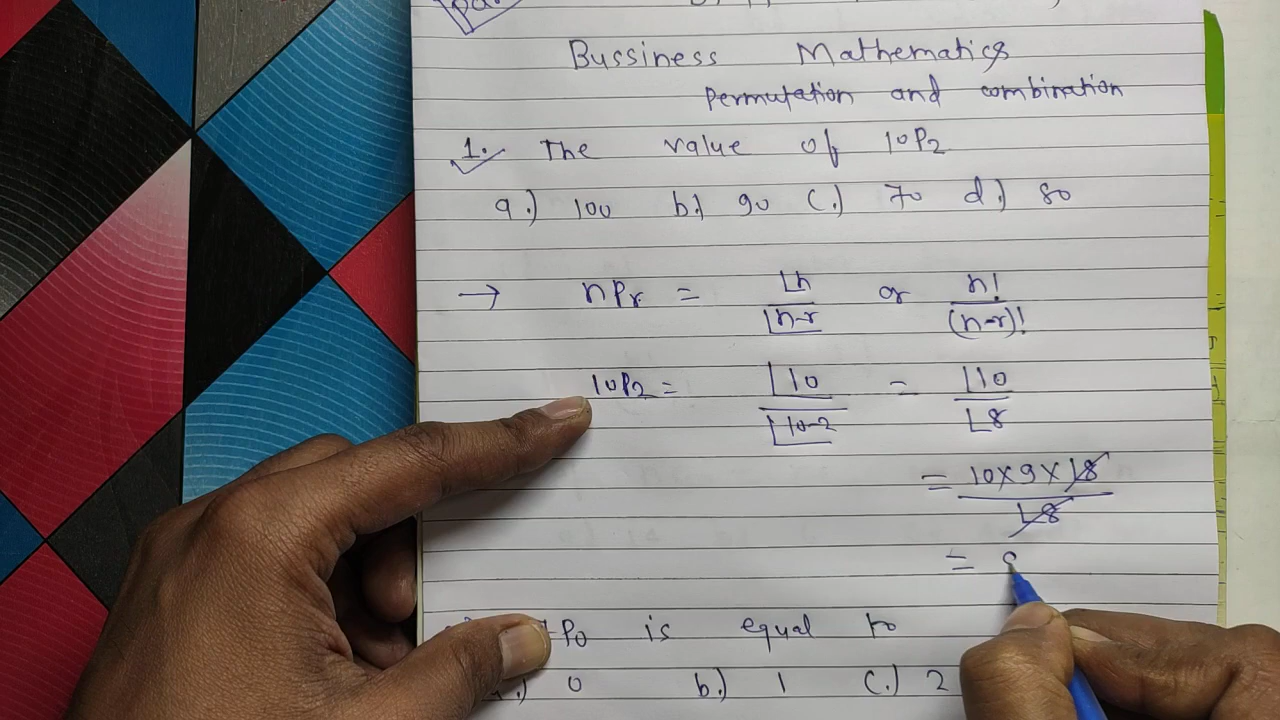 Bussiness Mathematics
Permutation and combination
1. The value of 10P2
a.) 100 b.) 90 c.) 70 d.) 80
→ nPr = ⌊n / ⌊n-r or n! / (n-r)!
10P2 = ⌊10 / ⌊10-2 = ⌊10 / ⌊8
= 10×9×⌊8 / ⌊8
=
P0 is equal to
0 b.) 1 c.) 2